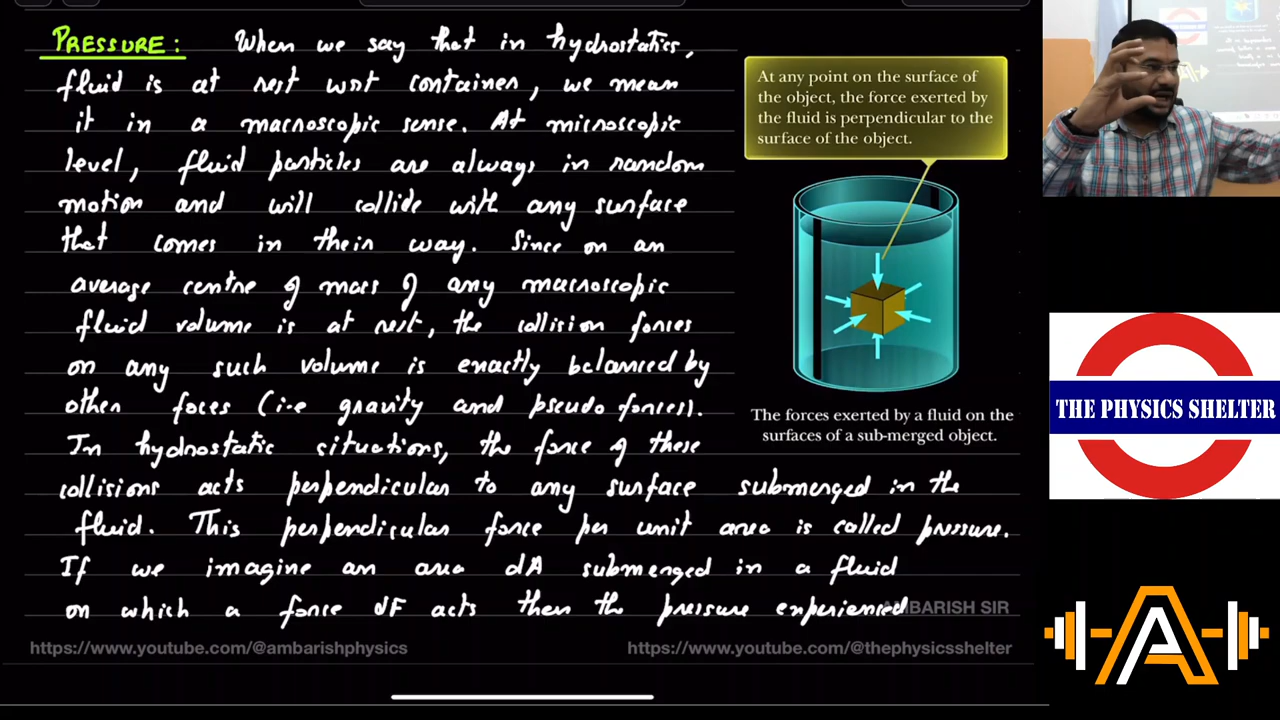 PRESSURE: When we say that in hydrostatics,
fluid is at rest wrt container, we mean
it in a macroscopic sense. At microscopic
level, fluid particles are always in random
motion and will collide with any surface
that comes in their way. Since on an
average centre of mass of any macroscopic
fluid volume is at rest, the collision forces
on any such volume is exactly balanced by
other foces (i-e gravity and pseudo forces).
In hydrostatic situations, the force of these
collisions acts perpendicular to any surface submerged in the
fluid. This perpendicular force per unit area is called pressure.
If we imagine an area dA submerged in a fluid
on which a force dF acts then the pressure experienced
At any point on the surface of
the object, the force exerted by
the fluid is perpendicular to the
surface of the object.
The forces exerted by a fluid on the
surfaces of a sub-merged object.
AMBARISH SIR
https://www.youtube.com/@ambarishphysics
https://www.youtube.com/@thephysicsshelter
THE PHYSICS SHELTER
A